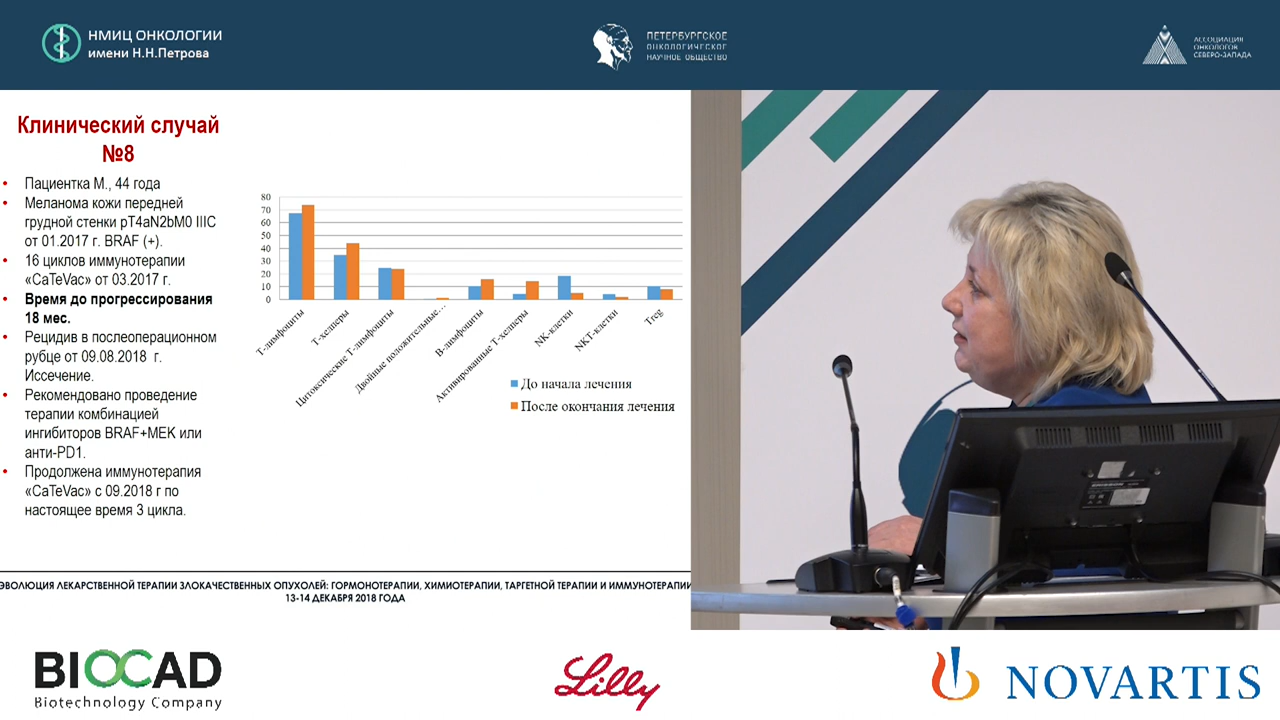 НМИЦ ОНКОЛОГИИ
имени Н.Н.Петрова
ПЕТЕРБУРГСКОЕ
ОНКОЛОГИЧЕСКОЕ
НАУЧНОЕ ОБЩЕСТВО
АССОЦИАЦИЯ
ОНКОЛОГОВ
СЕВЕРО-ЗАПАДА
Клинический случай
№8
• Пациентка М., 44 года
• Меланома кожи передней
грудной стенки pT4aN2bM0 IIIC
от 01.2017 г. BRAF (+).
• 16 циклов иммунотерапии
«CaTeVac» от 03.2017 г.
• Время до прогрессирования
18 мес.
• Рецидив в послеоперационном
рубце от 09.08.2018 г.
Иссечение.
• Рекомендовано проведение
терапии комбинацией
ингибиторов BRAF+MEK или
анти-PD1.
• Продолжена иммунотерапия
«CaTeVac» с 09.2018 г по
настоящее время 3 цикла.
80
70
60
50
40
30
20
10
0
Т-лимфоциты
Т-хелперы
Цитоксические Т-лимфоциты
Двойные положительные…
В-лимфоциты
Активированные Т-хелперы
NK-клетки
NKT-клетки
Treg
До начала лечения
После окончания лечения
ЭВОЛЮЦИЯ ЛЕКАРСТВЕННОЙ ТЕРАПИИ ЗЛОКАЧЕСТВЕННЫХ ОПУХОЛЕЙ: ГОРМОНОТЕРАПИИ, ХИМИОТЕРАПИИ, ТАРГЕТНОЙ ТЕРАПИИ И ИММУНОТЕРАПИИ
13-14 ДЕКАБРЯ 2018 ГОДА
BIOCAD
Biotechnology Company
Lilly
NOVARTIS